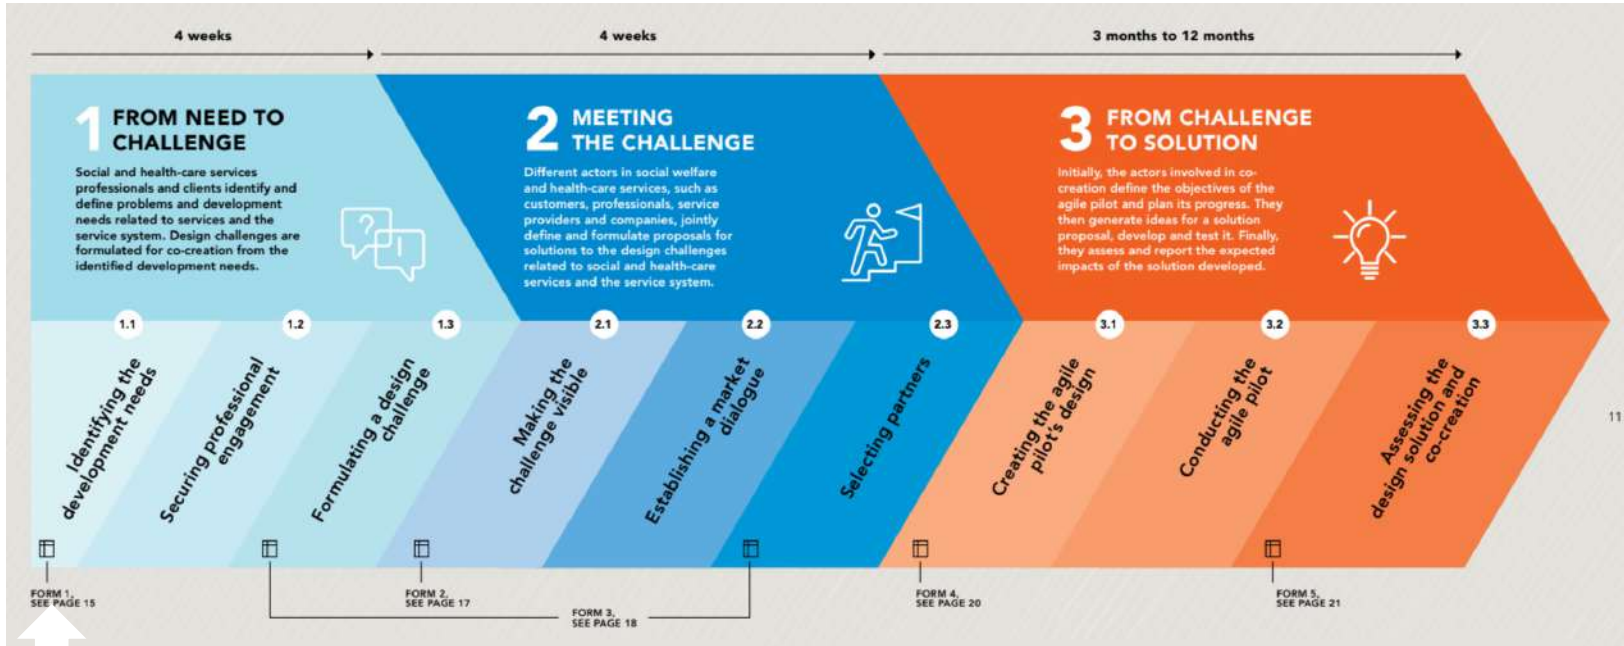 4 weeks
4 weeks
3 months to 12 months
1
FROM NEED TO
CHALLENGE
Social and health-care services
professionals and clients identify and
define problems and development
needs related to services and the
service system. Design challenges are
formulated for co-creation from the
identified development needs.
2
MEETING
THE CHALLENGE
Different actors in social welfare
and health-care services, such as
customers, professionals, service
providers and companies, jointly
define and formulate proposals for
solutions to the design challenges
related to social and health-care
services and the service system.
3
FROM CHALLENGE
TO SOLUTION
Initially, the actors involved in co-
creation define the objectives of the
agile pilot and plan its progress. They
then generate ideas for a solution
proposal, develop and test it. Finally,
they assess and report the expected
impacts of the solution developed.
?
!
1.1
Identifying the
development needs
1.2
Securing professional
engagement
1.3
Formulating a design
challenge
2.1
Making the
challenge visible
2.2
Establishing a market
dialogue
2.3
Selecting partners
3.1
Creating the agile
pilot's design
3.2
Conducting the
agile pilot
3.3
Assessing the
design solution and
co-creation
11
FORM 1,
SEE PAGE 15
FORM 2,
SEE PAGE 17
FORM 3,
SEE PAGE 18
FORM 4,
SEE PAGE 20
FORM 5,
SEE PAGE 21